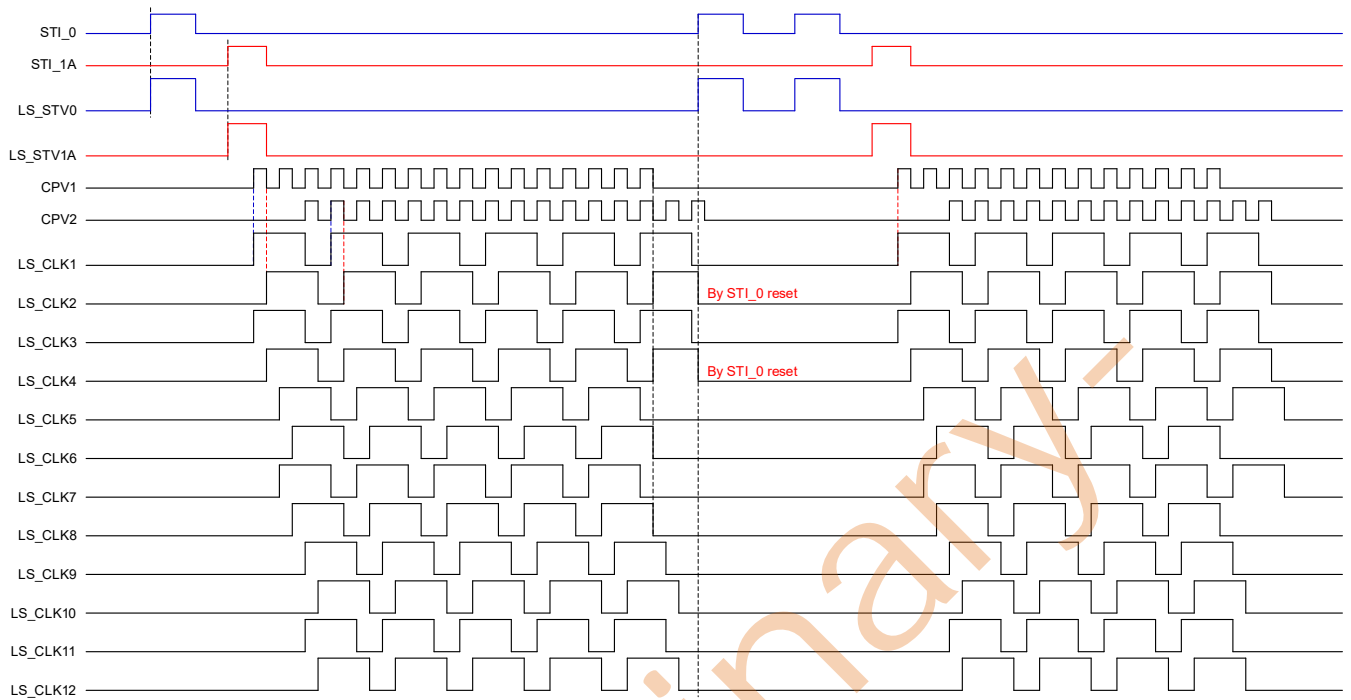 STI_0
STI_1A
LS_STV0
LS_STV1A
CPV1
CPV2
LS_CLK1
LS_CLK2
By STI_0 reset
LS_CLK3
LS_CLK4
By STI_0 reset
LS_CLK5
LS_CLK6
LS_CLK7
LS_CLK8
LS_CLK9
LS_CLK10
LS_CLK11
LS_CLK12
inary-